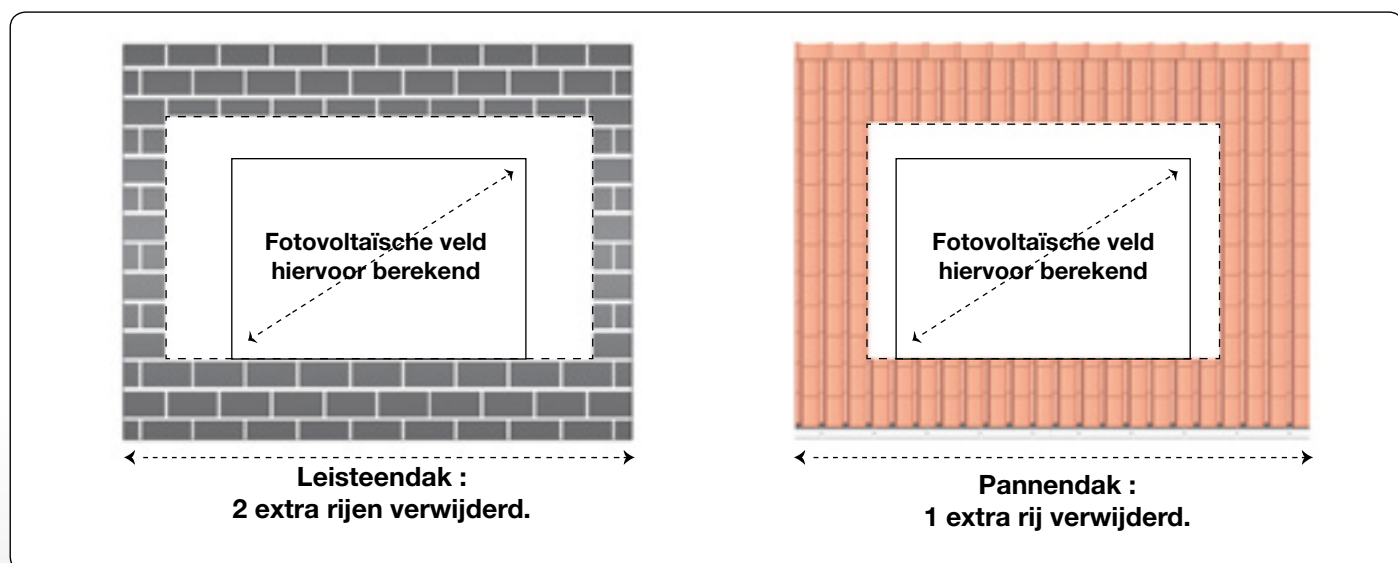 Fotovoltaïsche veld
hiervoor berekend
Leisteendak :
2 extra rijen verwijderd.
Fotovoltaïsche veld
hiervoor berekend
Pannendak :
1 extra rij verwijderd.